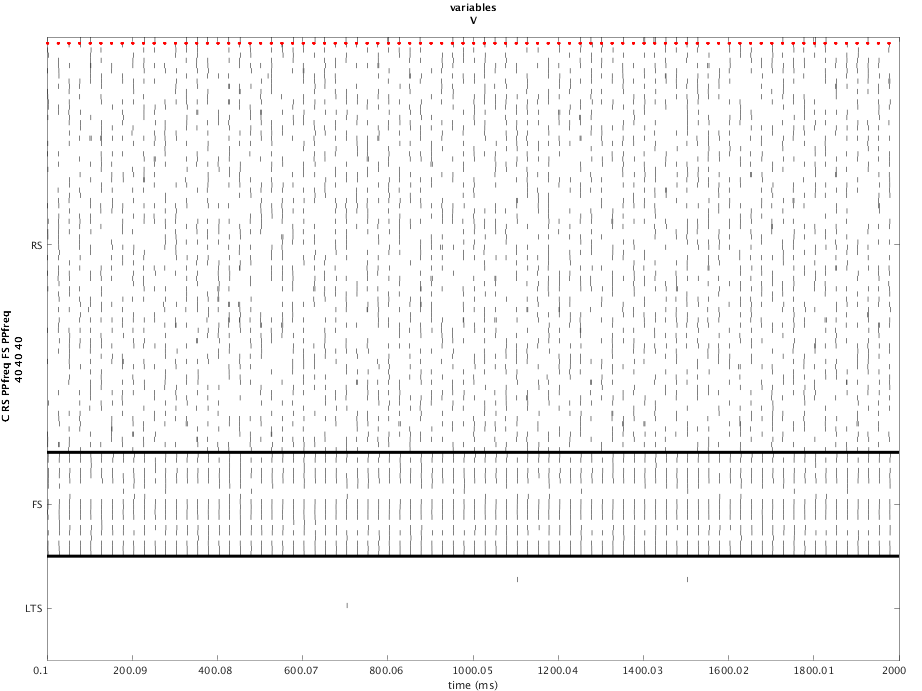 variables
V
RS
FS
LTS
C RS PPfreq FS PPfreq
40 40 40
0.1 200.09 400.08 600.07 800.06 1000.05 1200.04 1400.03 1600.02 1800.01 2000
time (ms)